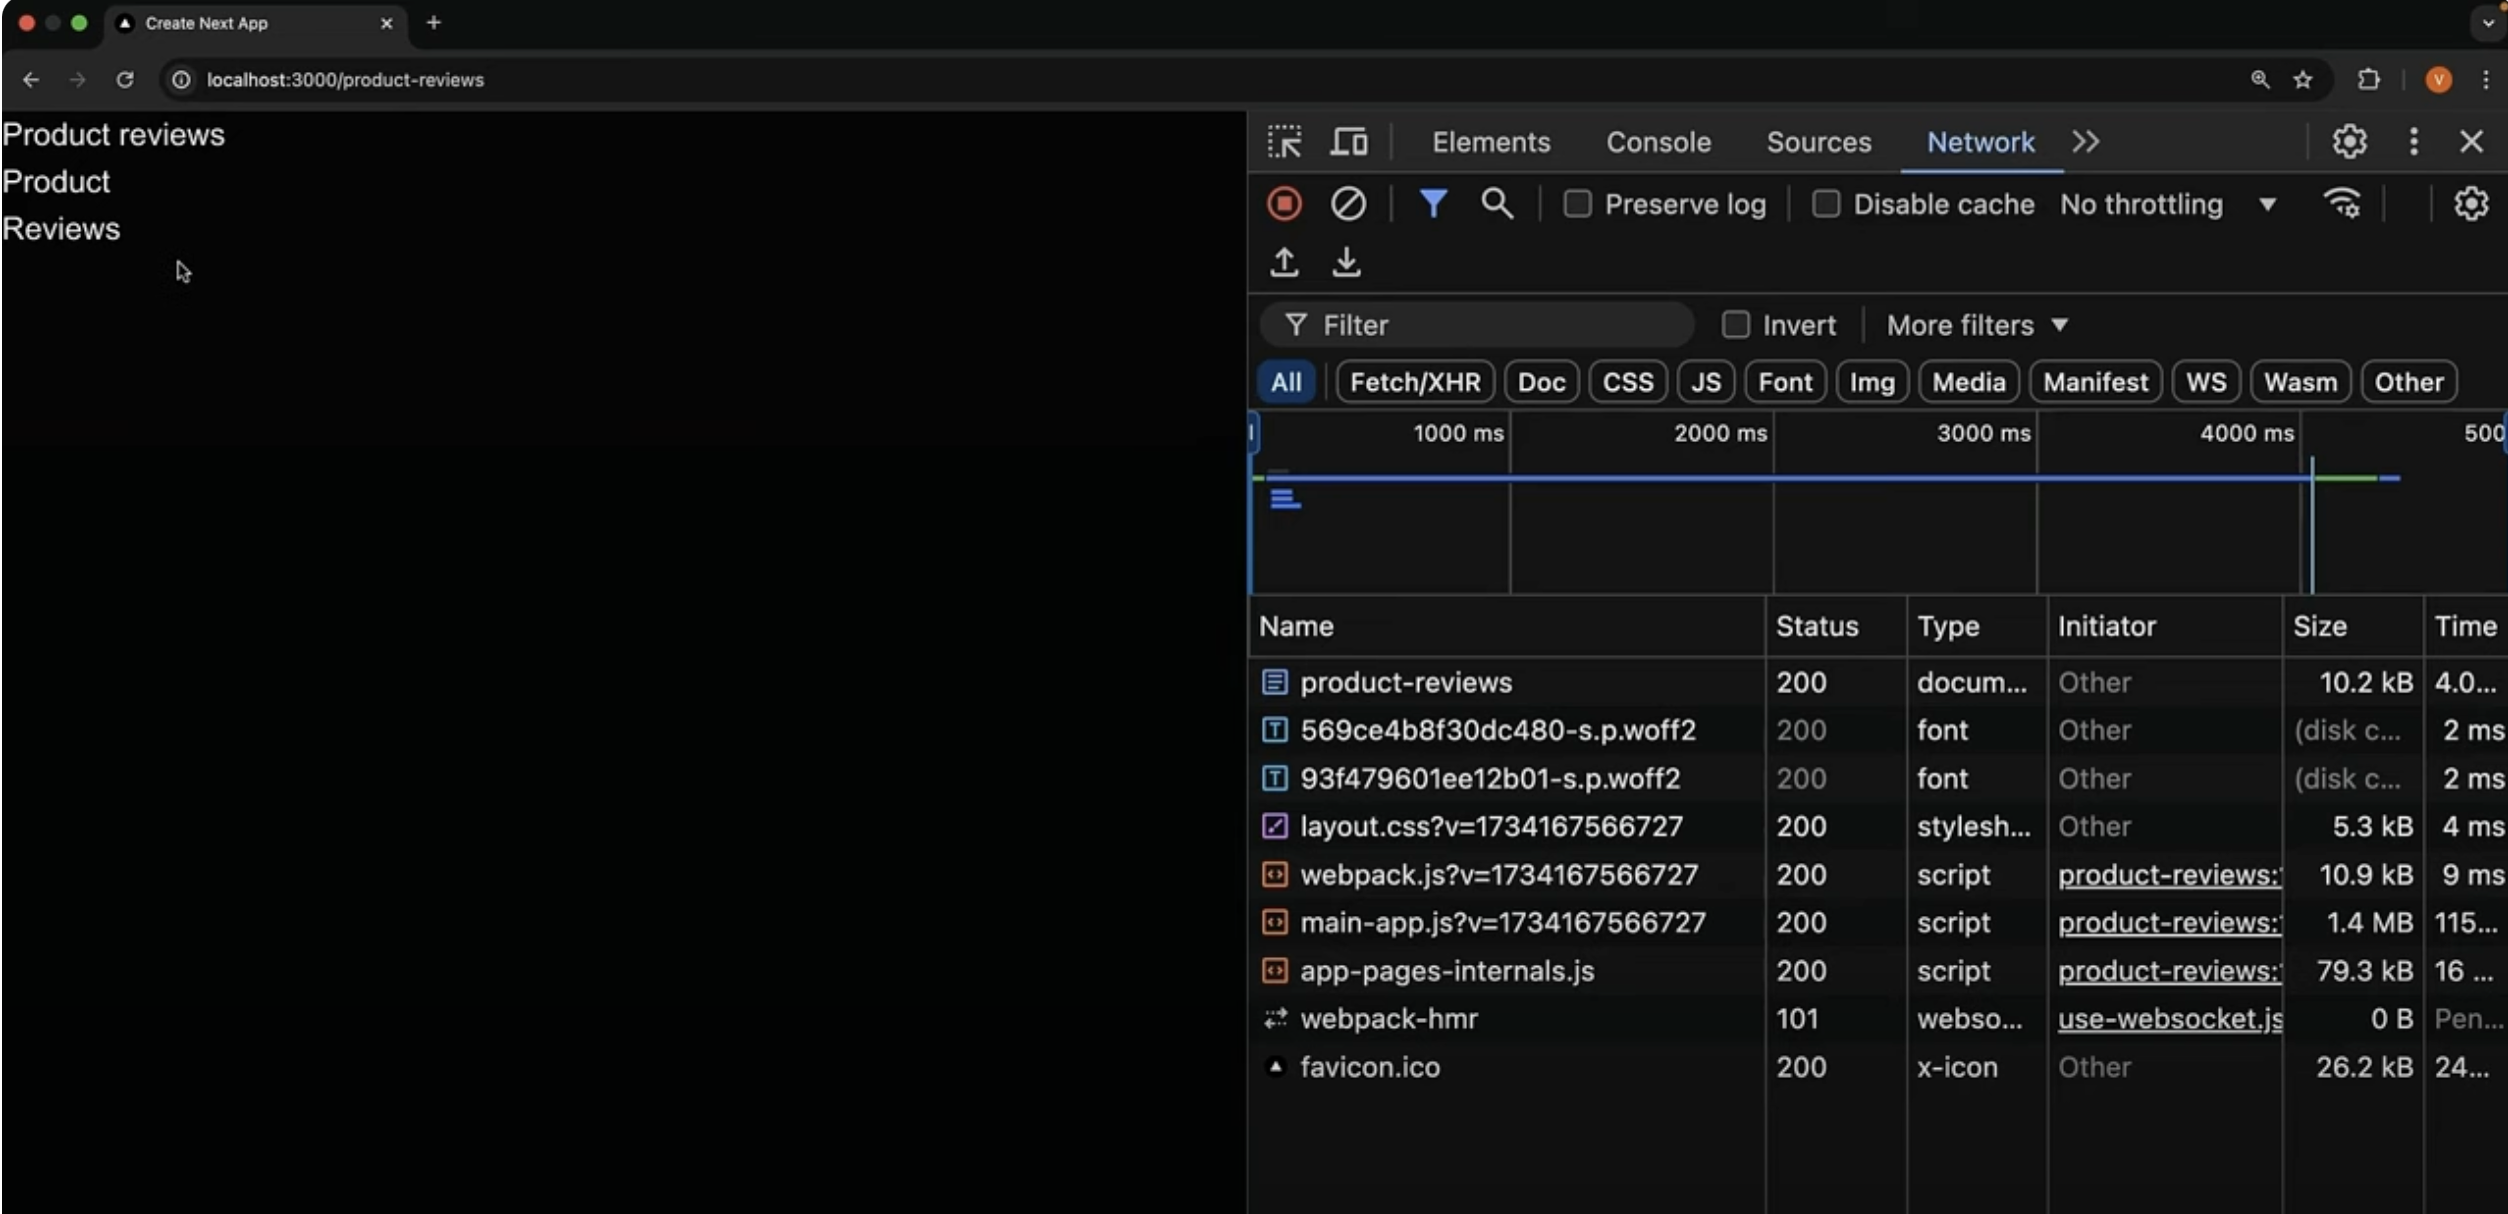 Create Next App
localhost:3000/product-reviews
V
Product reviews
Product
Reviews
Elements Console Sources Network
Preserve log Disable cache No throttling
Filter Invert More filters
All Fetch/XHR Doc CSS JS Font Img Media Manifest WS Wasm Other
1000 ms 2000 ms 3000 ms 4000 ms 500
Name Status Type Initiator Size Time
product-reviews 200 docum... Other 10.2 kB 4.0...
569ce4b8f30dc480-s.p.woff2 200 font Other (disk c... 2 ms
93f479601ee12b01-s.p.woff2 200 font Other (disk c... 2 ms
layout.css?v=1734167566727 200 stylesh... Other 5.3 kB 4 ms
webpack.js?v=1734167566727 200 script product-reviews: 10.9 kB 9 ms
main-app.js?v=1734167566727 200 script product-reviews: 1.4 MB 115...
app-pages-internals.js 200 script product-reviews: 79.3 kB 16 ...
webpack-hmr 101 webso... use-websocket.js 0 B Pen...
favicon.ico 200 x-icon Other 26.2 kB 24...